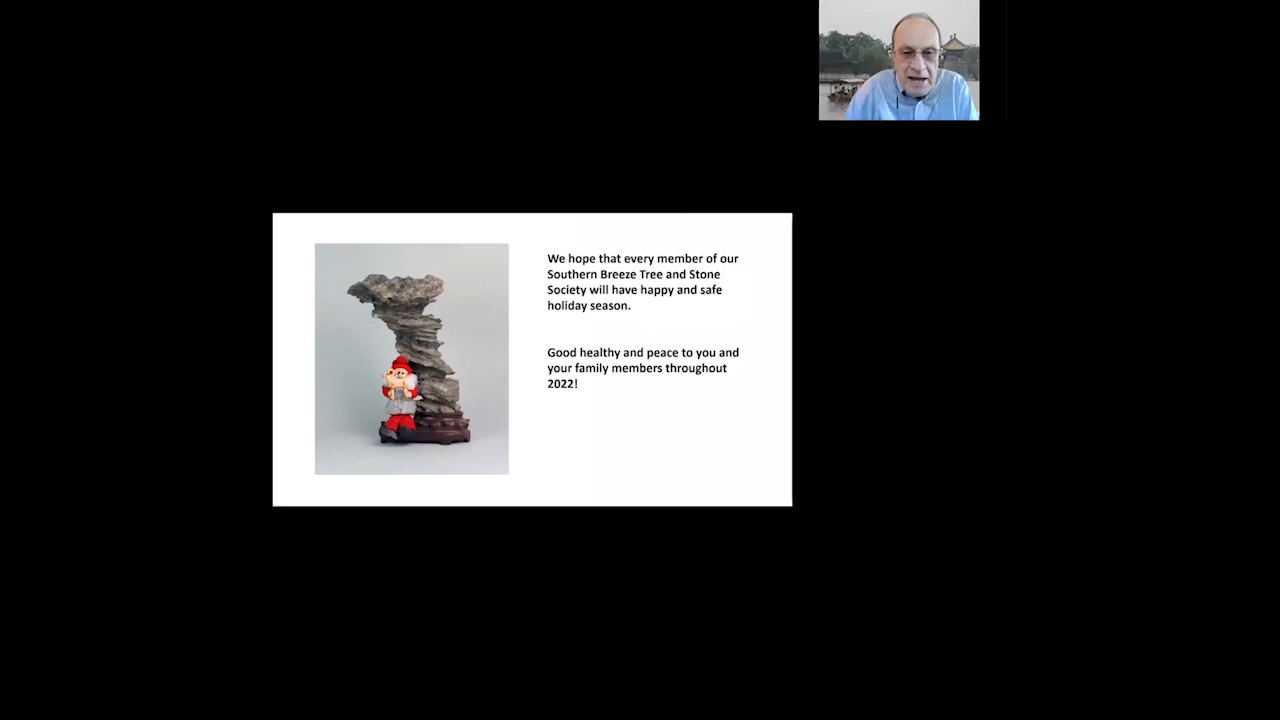 We hope that every member of our
Southern Breeze Tree and Stone
Society will have happy and safe
holiday season.
Good healthy and peace to you and
your family members throughout
2022!